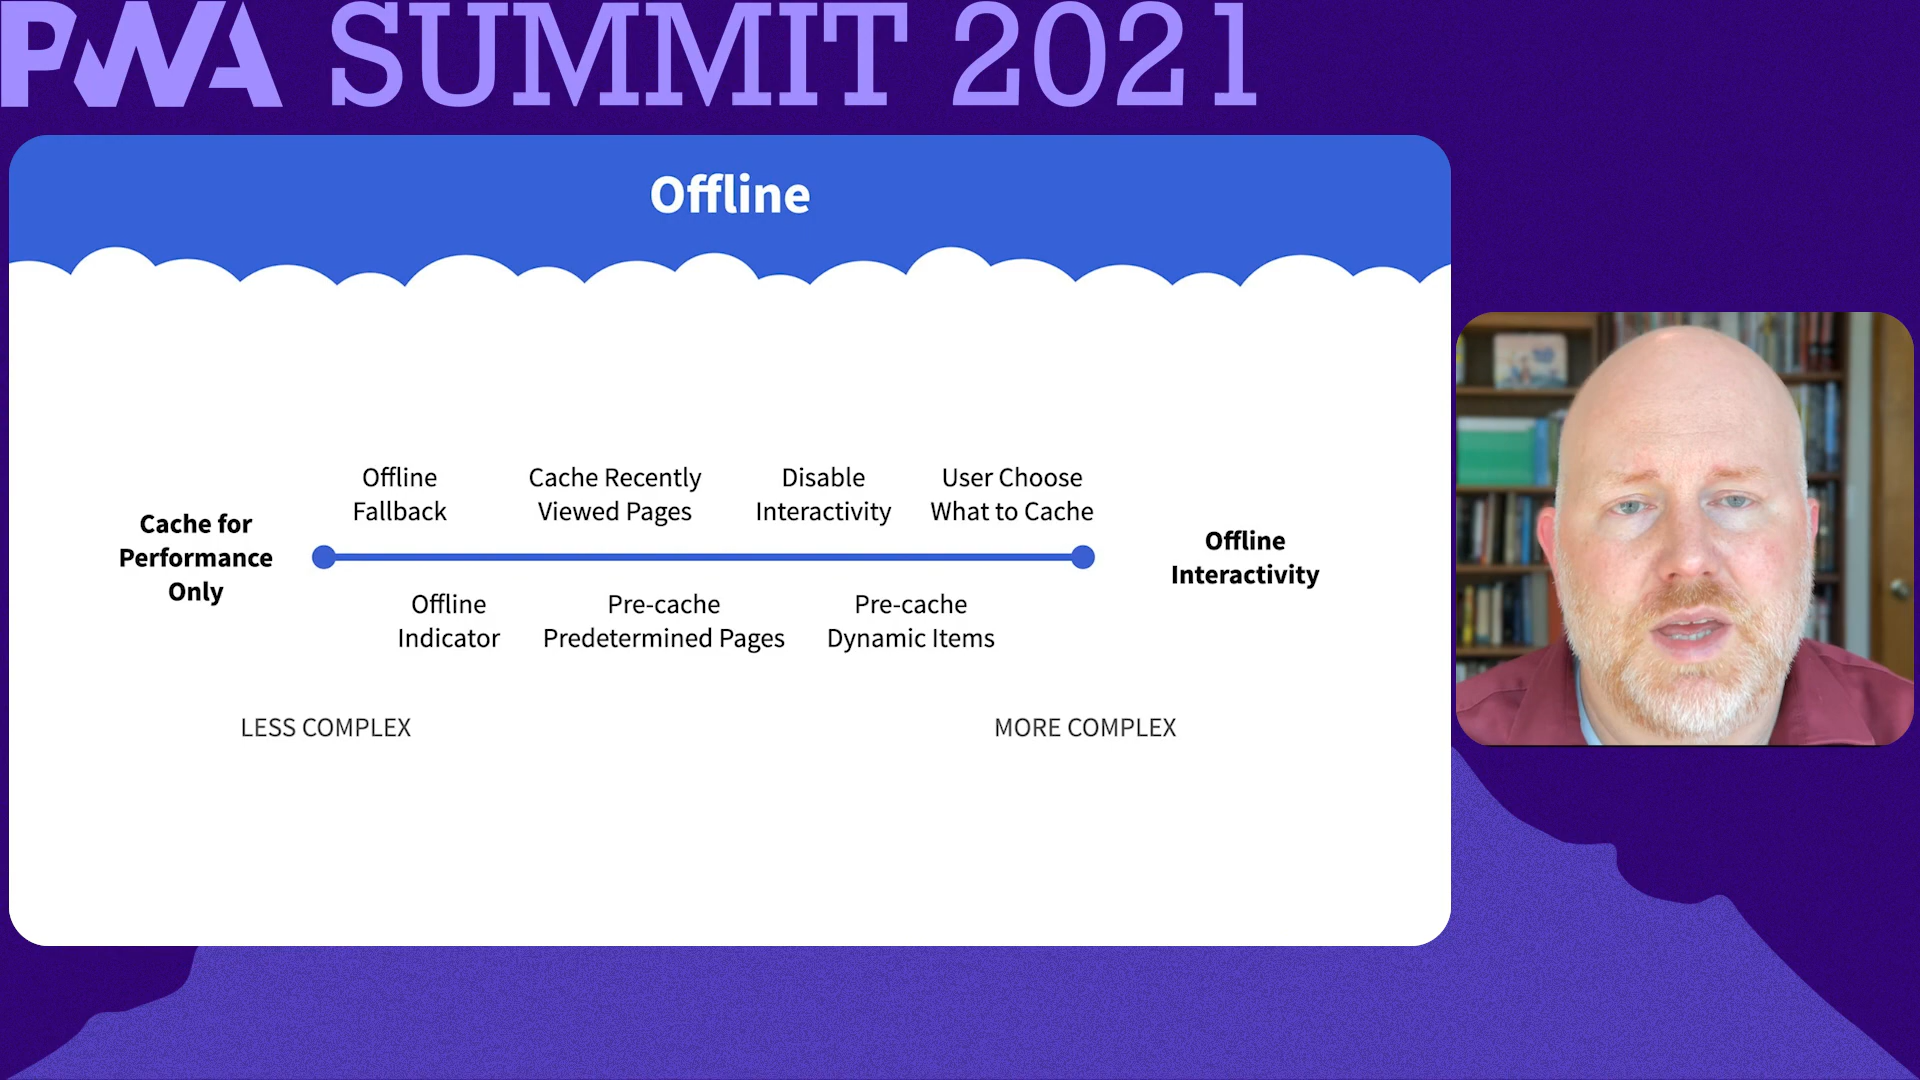 PWA SUMMIT 2021
Offline
Offline
Fallback
Cache Recently
Viewed Pages
Disable
Interactivity
User Choose
What to Cache
Cache for
Performance
Only
Offline
Interactivity
Offline
Indicator
Pre-cache
Predetermined Pages
Pre-cache
Dynamic Items
LESS COMPLEX
MORE COMPLEX